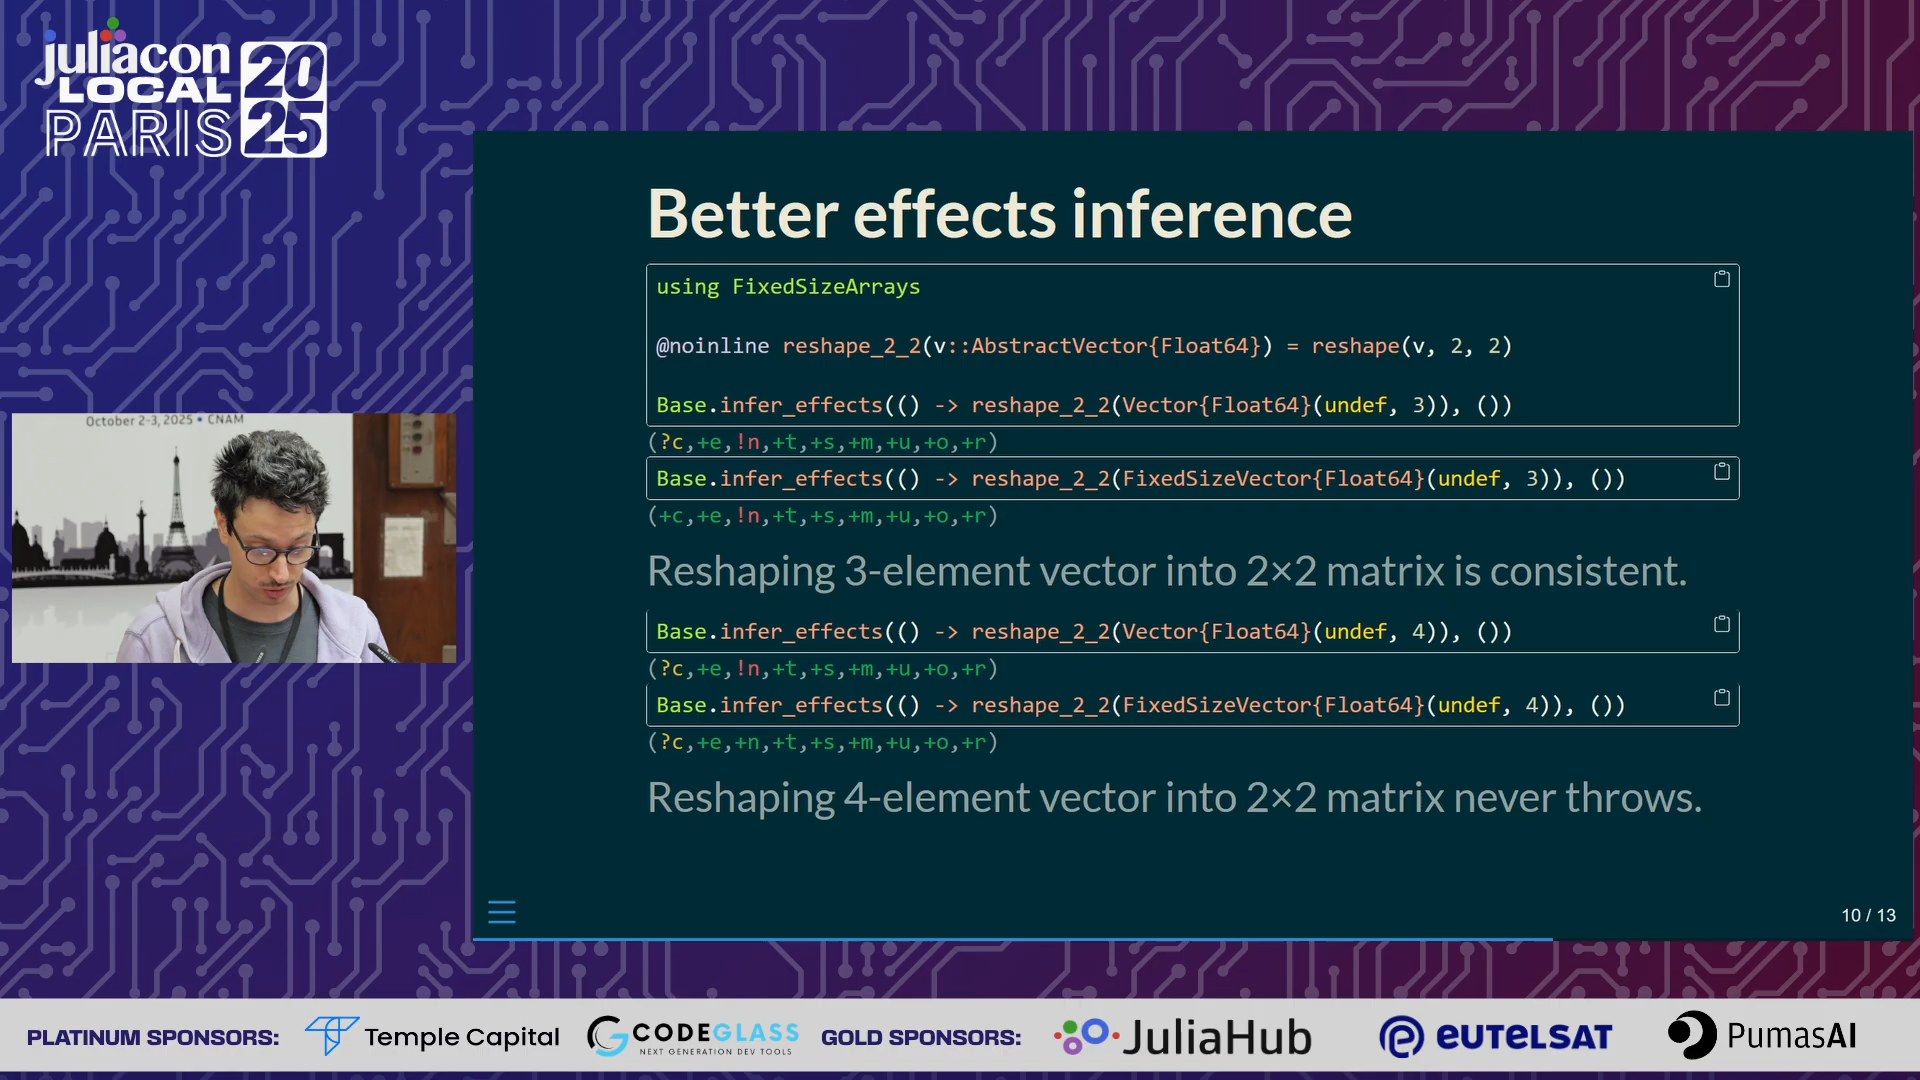 juliacon
LOCAL
PARIS
20
25
October 2-3, 2025 • CNAM
Better effects inference
using FixedSizeArrays
@noinline reshape_2_2(v::AbstractVector{Float64}) = reshape(v, 2, 2)
Base.infer_effects(() -> reshape_2_2(Vector{Float64}(undef, 3)), ())
(?c,+e,!n,+t,+s,+m,+u,+o,+r)
Base.infer_effects(() -> reshape_2_2(FixedSizeVector{Float64}(undef, 3)), ())
(+c,+e,!n,+t,+s,+m,+u,+o,+r)
Reshaping 3-element vector into 2×2 matrix is consistent.
Base.infer_effects(() -> reshape_2_2(Vector{Float64}(undef, 4)), ())
(?c,+e,!n,+t,+s,+m,+u,+o,+r)
Base.infer_effects(() -> reshape_2_2(FixedSizeVector{Float64}(undef, 4)), ())
(?c,+e,+n,+t,+s,+m,+u,+o,+r)
Reshaping 4-element vector into 2×2 matrix never throws.
10 / 13
PLATINUM SPONSORS:
Temple Capital
CODEGLASS
NEXT GENERATION DEV TOOLS
GOLD SPONSORS:
JuliaHub
EUTELSAT
PumasAI